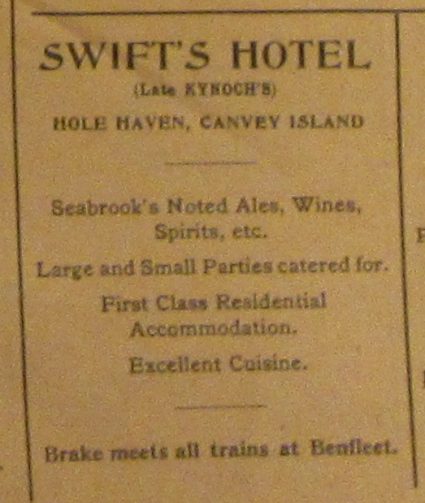 SWIFT'S HOTEL
(Late KYNOCH'S)
HOLE HAVEN, CANVEY ISLAND
Seabrook's Noted Ales, Wines,
Spirits, etc.
Large and Small Parties catered for.
First Class Residential
Accommodation.
Excellent Cuisine.
Brake meets all trains at Benfleet.